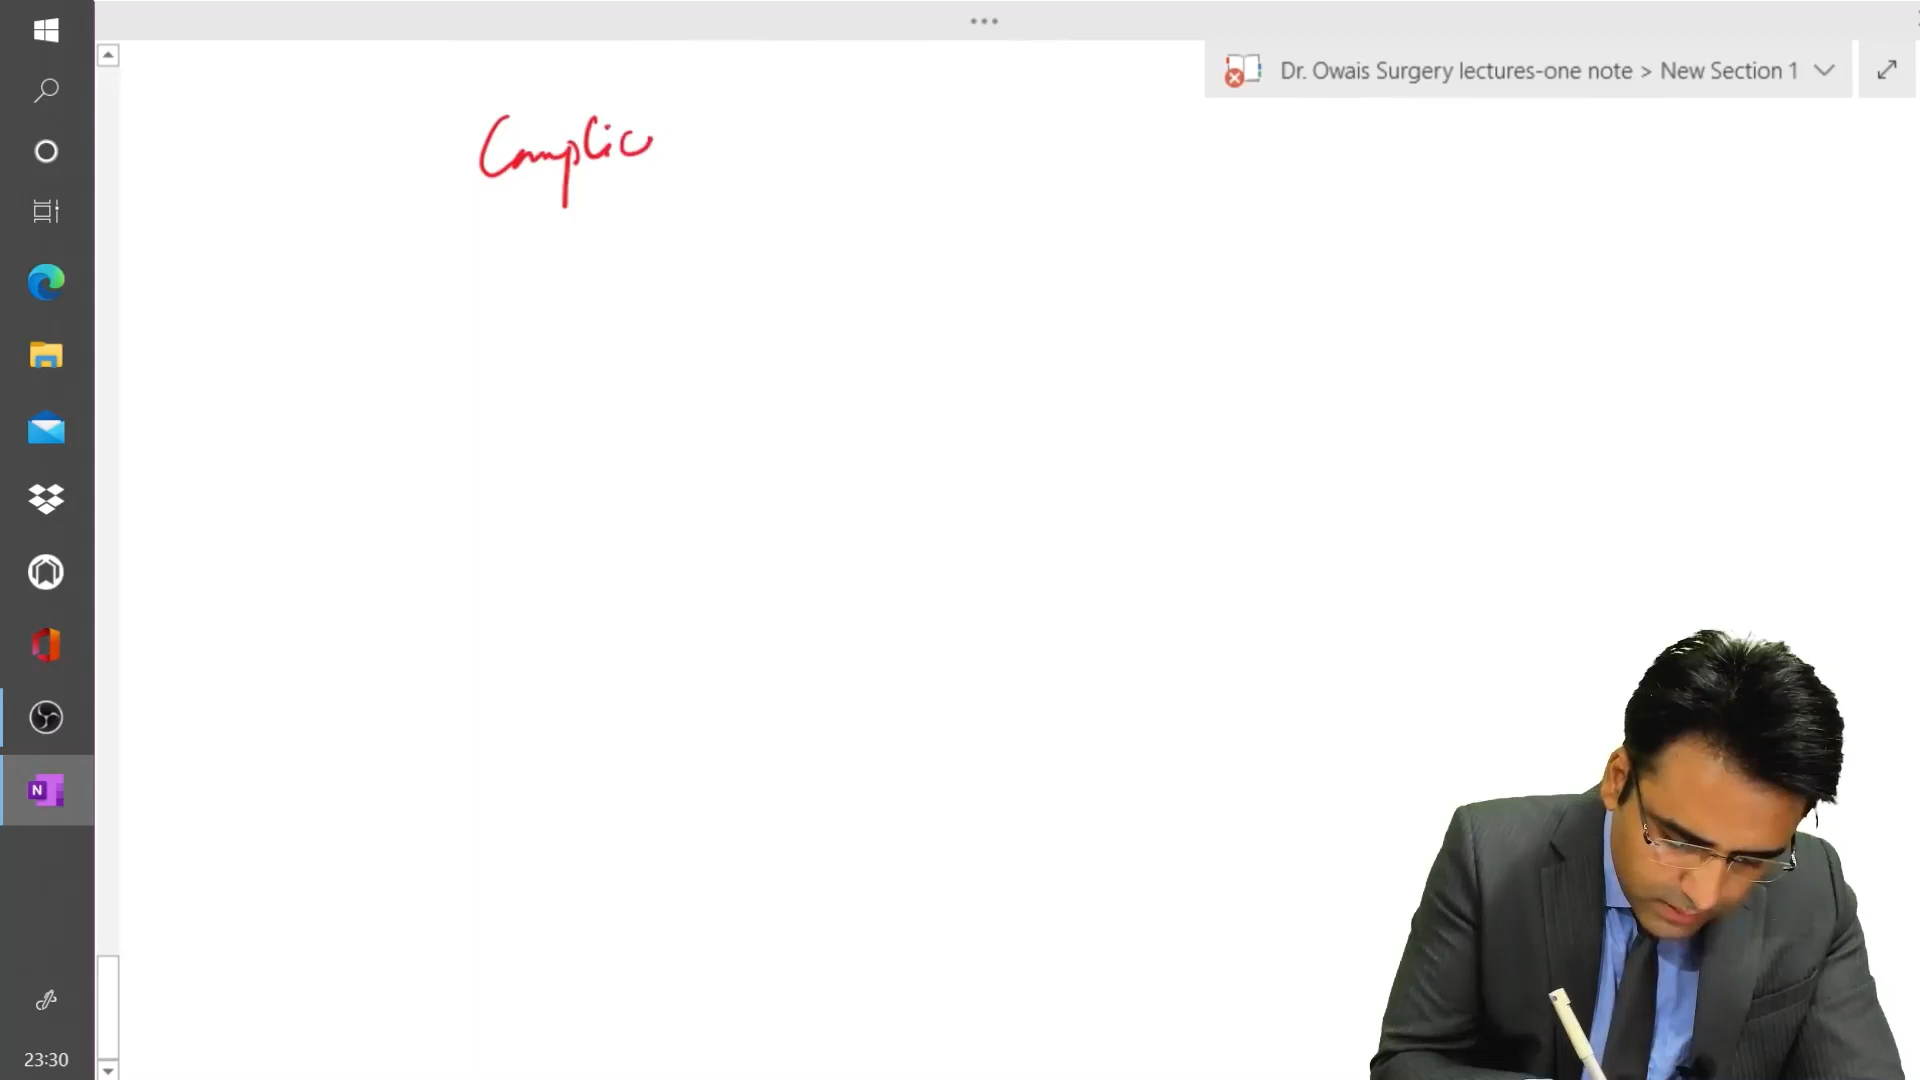 Dr. Owais Surgery lectures-one note > New Section 1
Complic
N
23:30